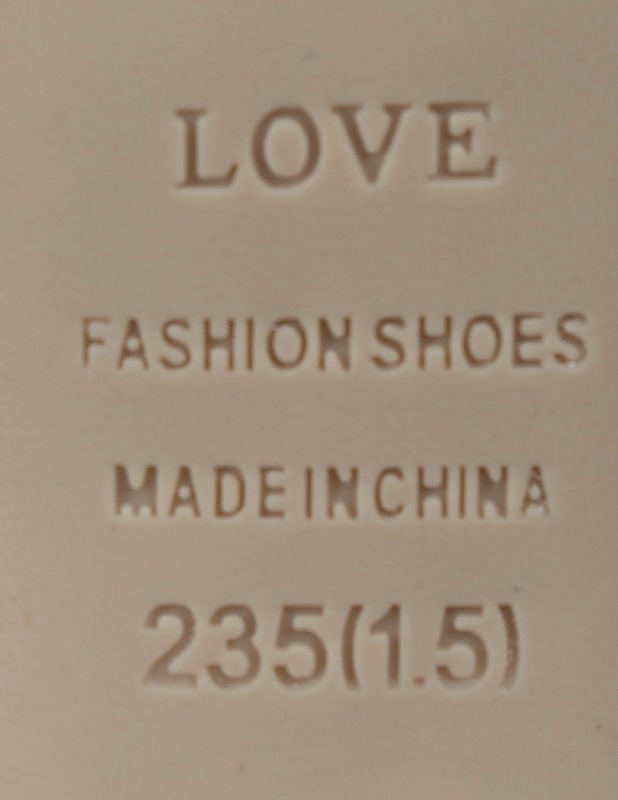 LOVE
FASHION SHOES
MADE IN CHINA
235(1.5)